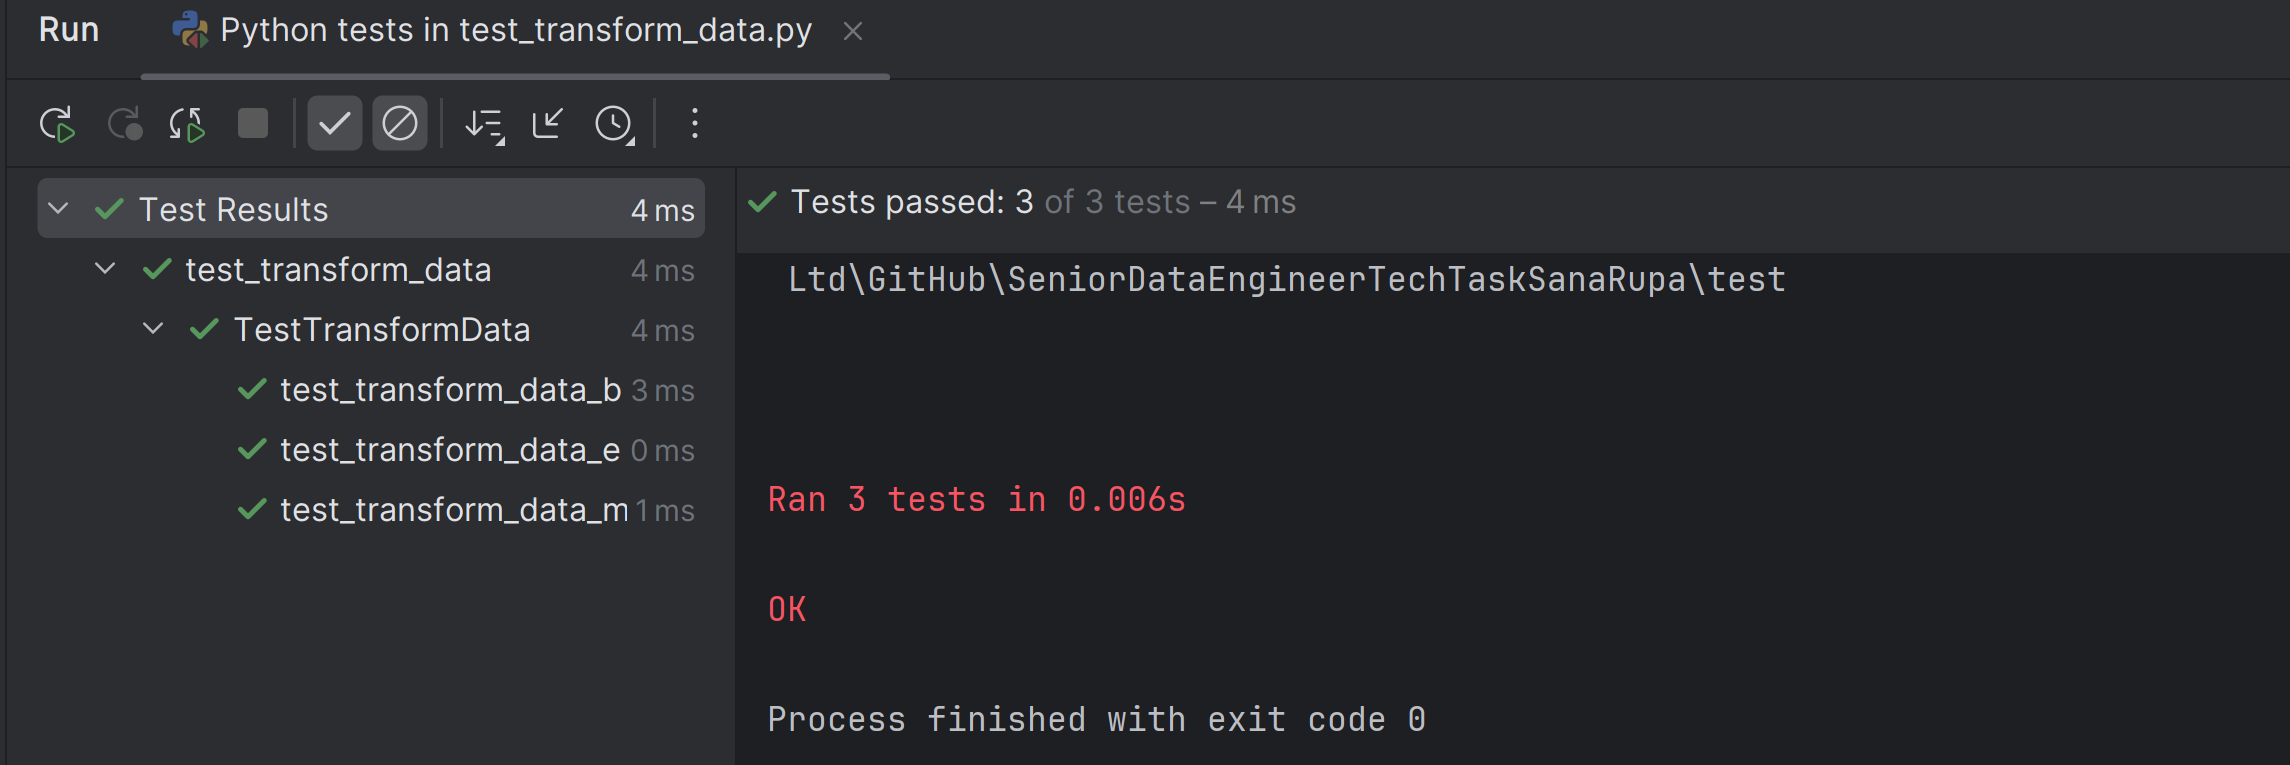 Run Python tests in test_transform_data.py
Test Results 4 ms
test_transform_data 4 ms
TestTransformData 4 ms
test_transform_data_b 3 ms
test_transform_data_e 0 ms
test_transform_data_m 1 ms
Tests passed: 3 of 3 tests – 4 ms
Ltd\GitHub\SeniorDataEngineerTechTaskSanaRupa\test
Ran 3 tests in 0.006s
OK
Process finished with exit code 0